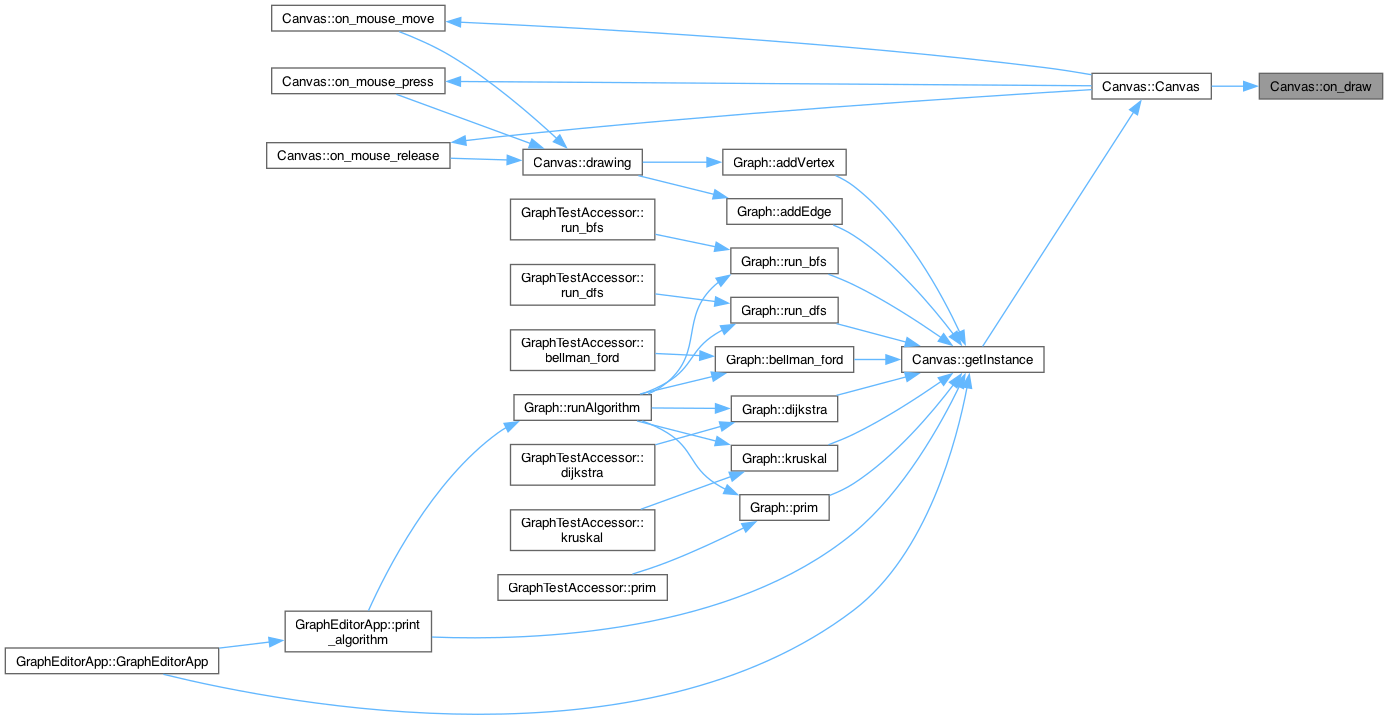 Canvas::on_mouse_move
Canvas::on_mouse_press
Canvas::Canvas
Canvas::on_draw
Canvas::on_mouse_release
Canvas::drawing
Graph::addVertex
GraphTestAccessor::
run_bfs
Graph::addEdge
Graph::run_bfs
GraphTestAccessor::
run_dfs
Graph::run_dfs
GraphTestAccessor::
bellman_ford
Graph::bellman_ford
Canvas::getInstance
Graph::runAlgorithm
Graph::dijkstra
GraphTestAccessor::
dijkstra
Graph::kruskal
GraphTestAccessor::
kruskal
Graph::prim
GraphTestAccessor::prim
GraphEditorApp::print
_algorithm
GraphEditorApp::GraphEditorApp